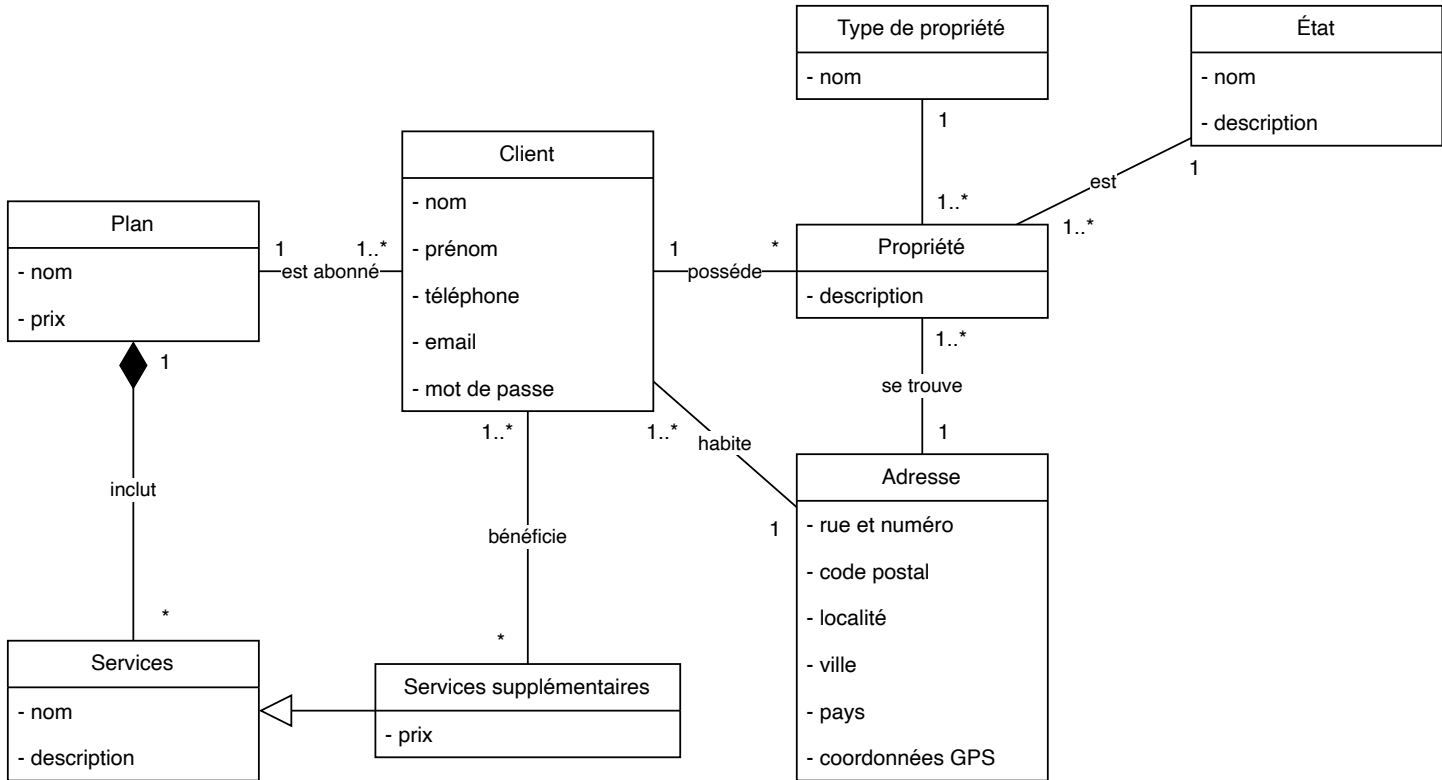 Type de propriété
- nom
1
1..*
État
- nom
- description
1
est
1..*
Client
- nom
- prénom
- téléphone
- email
- mot de passe
Plan
- nom
- prix
1
1..*
est abonné
1
*
posséde
Propriété
- description
1..*
se trouve
1
1
inclut
*
1..*
bénéficie
*
1..*
habite
1
Adresse
- rue et numéro
- code postal
- localité
- ville
- pays
- coordonnées GPS
Services
- nom
- description
Services supplémentaires
- prix